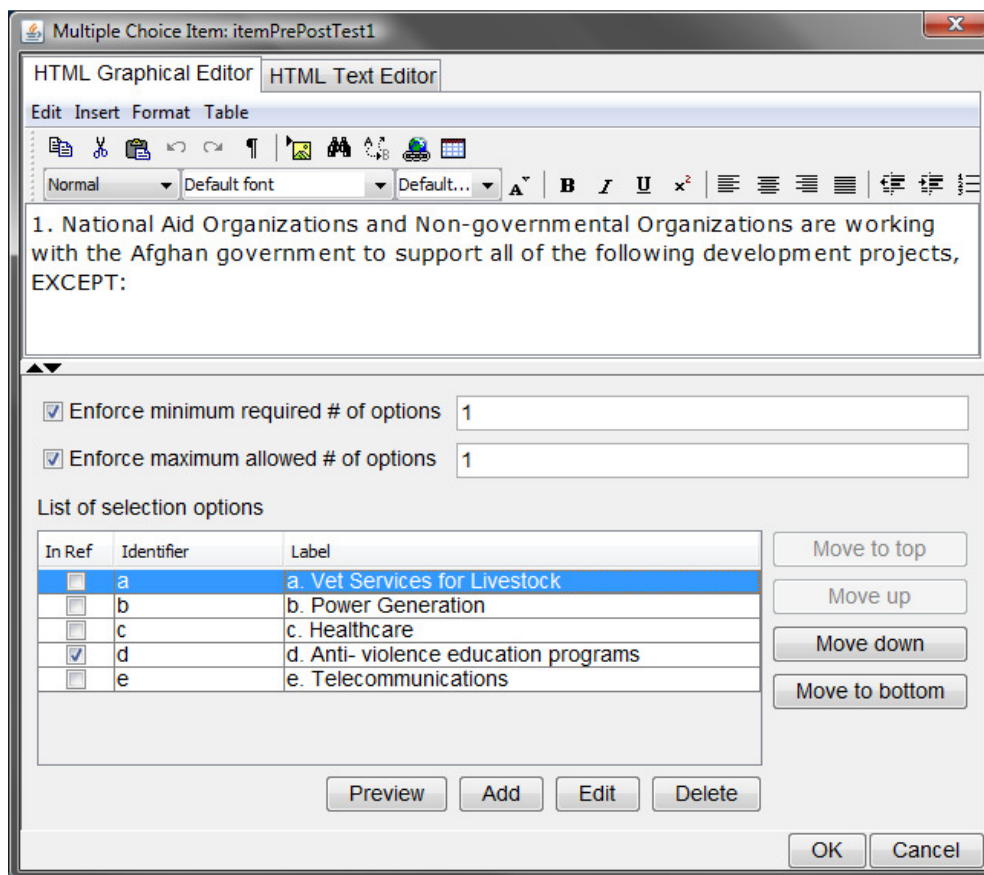 Multiple Choice Item: itemPrePostTest1
HTML Graphical Editor HTML Text Editor
Edit Insert Format Table
Normal Default font Default... A B I U x²
1. National Aid Organizations and Non-governmental Organizations are working
with the Afghan government to support all of the following development projects,
EXCEPT:
Enforce minimum required # of options 1
Enforce maximum allowed # of options 1
List of selection options
In Ref Identifier Label
a a. Vet Services for Livestock
b b. Power Generation
c c. Healthcare
d d. Anti- violence education programs
e e. Telecommunications
Move to top
Move up
Move down
Move to bottom
Preview Add Edit Delete
OK Cancel